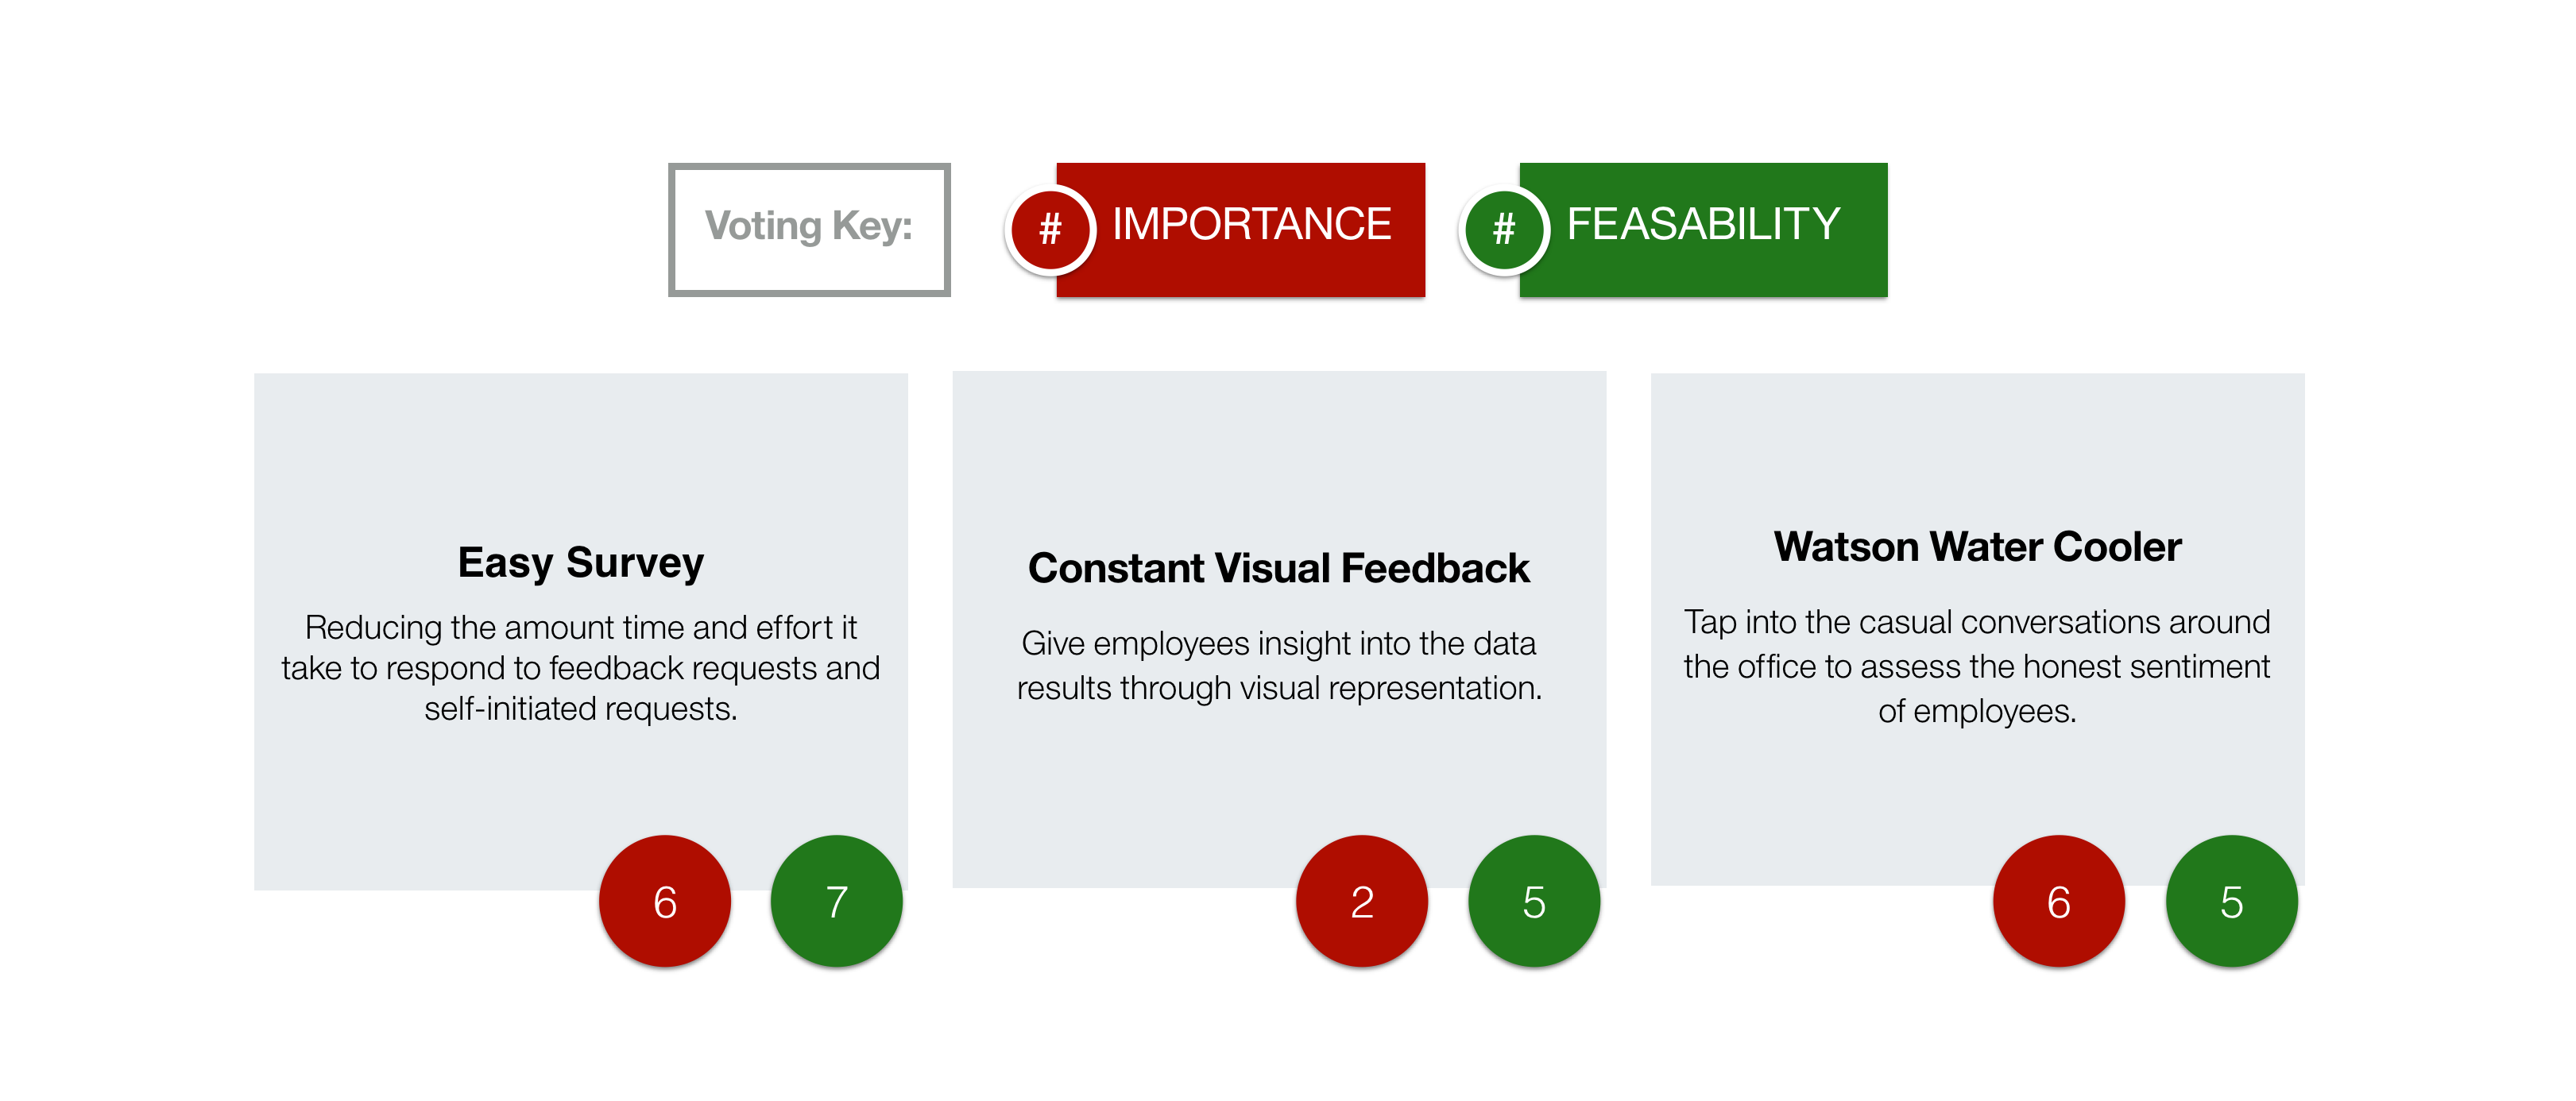 Voting Key:
# IMPORTANCE
# FEASABILITY
Easy Survey
Reducing the amount time and effort it
take to respond to feedback requests and
self-initiated requests.
6
7
Constant Visual Feedback
Give employees insight into the data
results through visual representation.
2
5
Watson Water Cooler
Tap into the casual conversations around
the office to assess the honest sentiment
of employees.
6
5